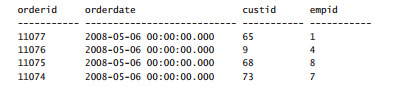 orderid orderdate custid empid
----------- ----------------------- ----------- -----------
11077 2008-05-06 00:00:00.000 65 1
11076 2008-05-06 00:00:00.000 9 4
11075 2008-05-06 00:00:00.000 68 8
11074 2008-05-06 00:00:00.000 73 7